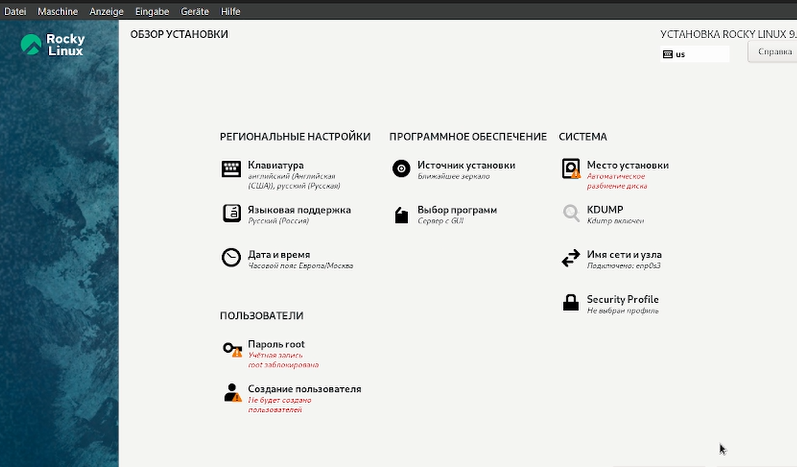 Datei Maschine Anzeige Eingabe Geräte Hilfe
Rocky
Linux
ОБЗОР УСТАНОВКИ
УСТАНОВКА ROCKY LINUX 9.
us
Справка
РЕГИОНАЛЬНЫЕ НАСТРОЙКИ
Клавиатура
английский (Английская
(США)), русский (Русская)
Языковая поддержка
Русский (Россия)
Дата и время
Часовой пояс Европа/Москва
ПРОГРАММНОЕ ОБЕСПЕЧЕНИЕ
Источник установки
Ближайшее зеркало
Выбор программ
Сервер с GUI
СИСТЕМА
Место установки
Автоматическое
разбиение диска
KDUMP
Kdump включен
Имя сети и узла
Подключено: enp0s3
Security Profile
Не выбран профиль
ПОЛЬЗОВАТЕЛИ
Пароль root
Учётная запись
root заблокирована
Создание пользователя
Не будет создано
пользователей